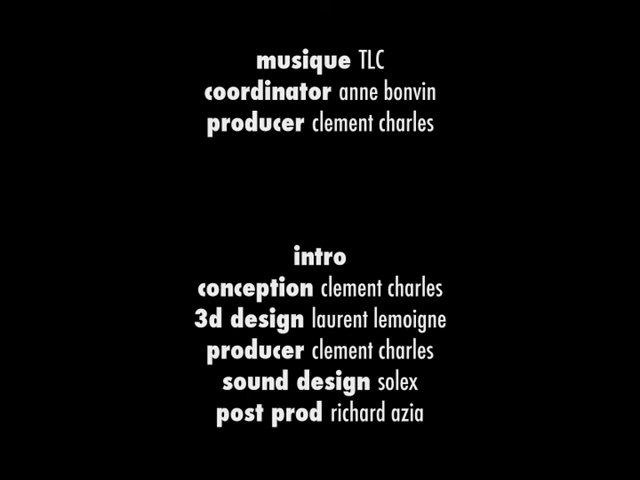 musique TLC
coordinator anne bonvin
producer clement charles
intro
conception clement charles
3d design laurent lemoigne
producer clement charles
sound design solex
post prod richard azia